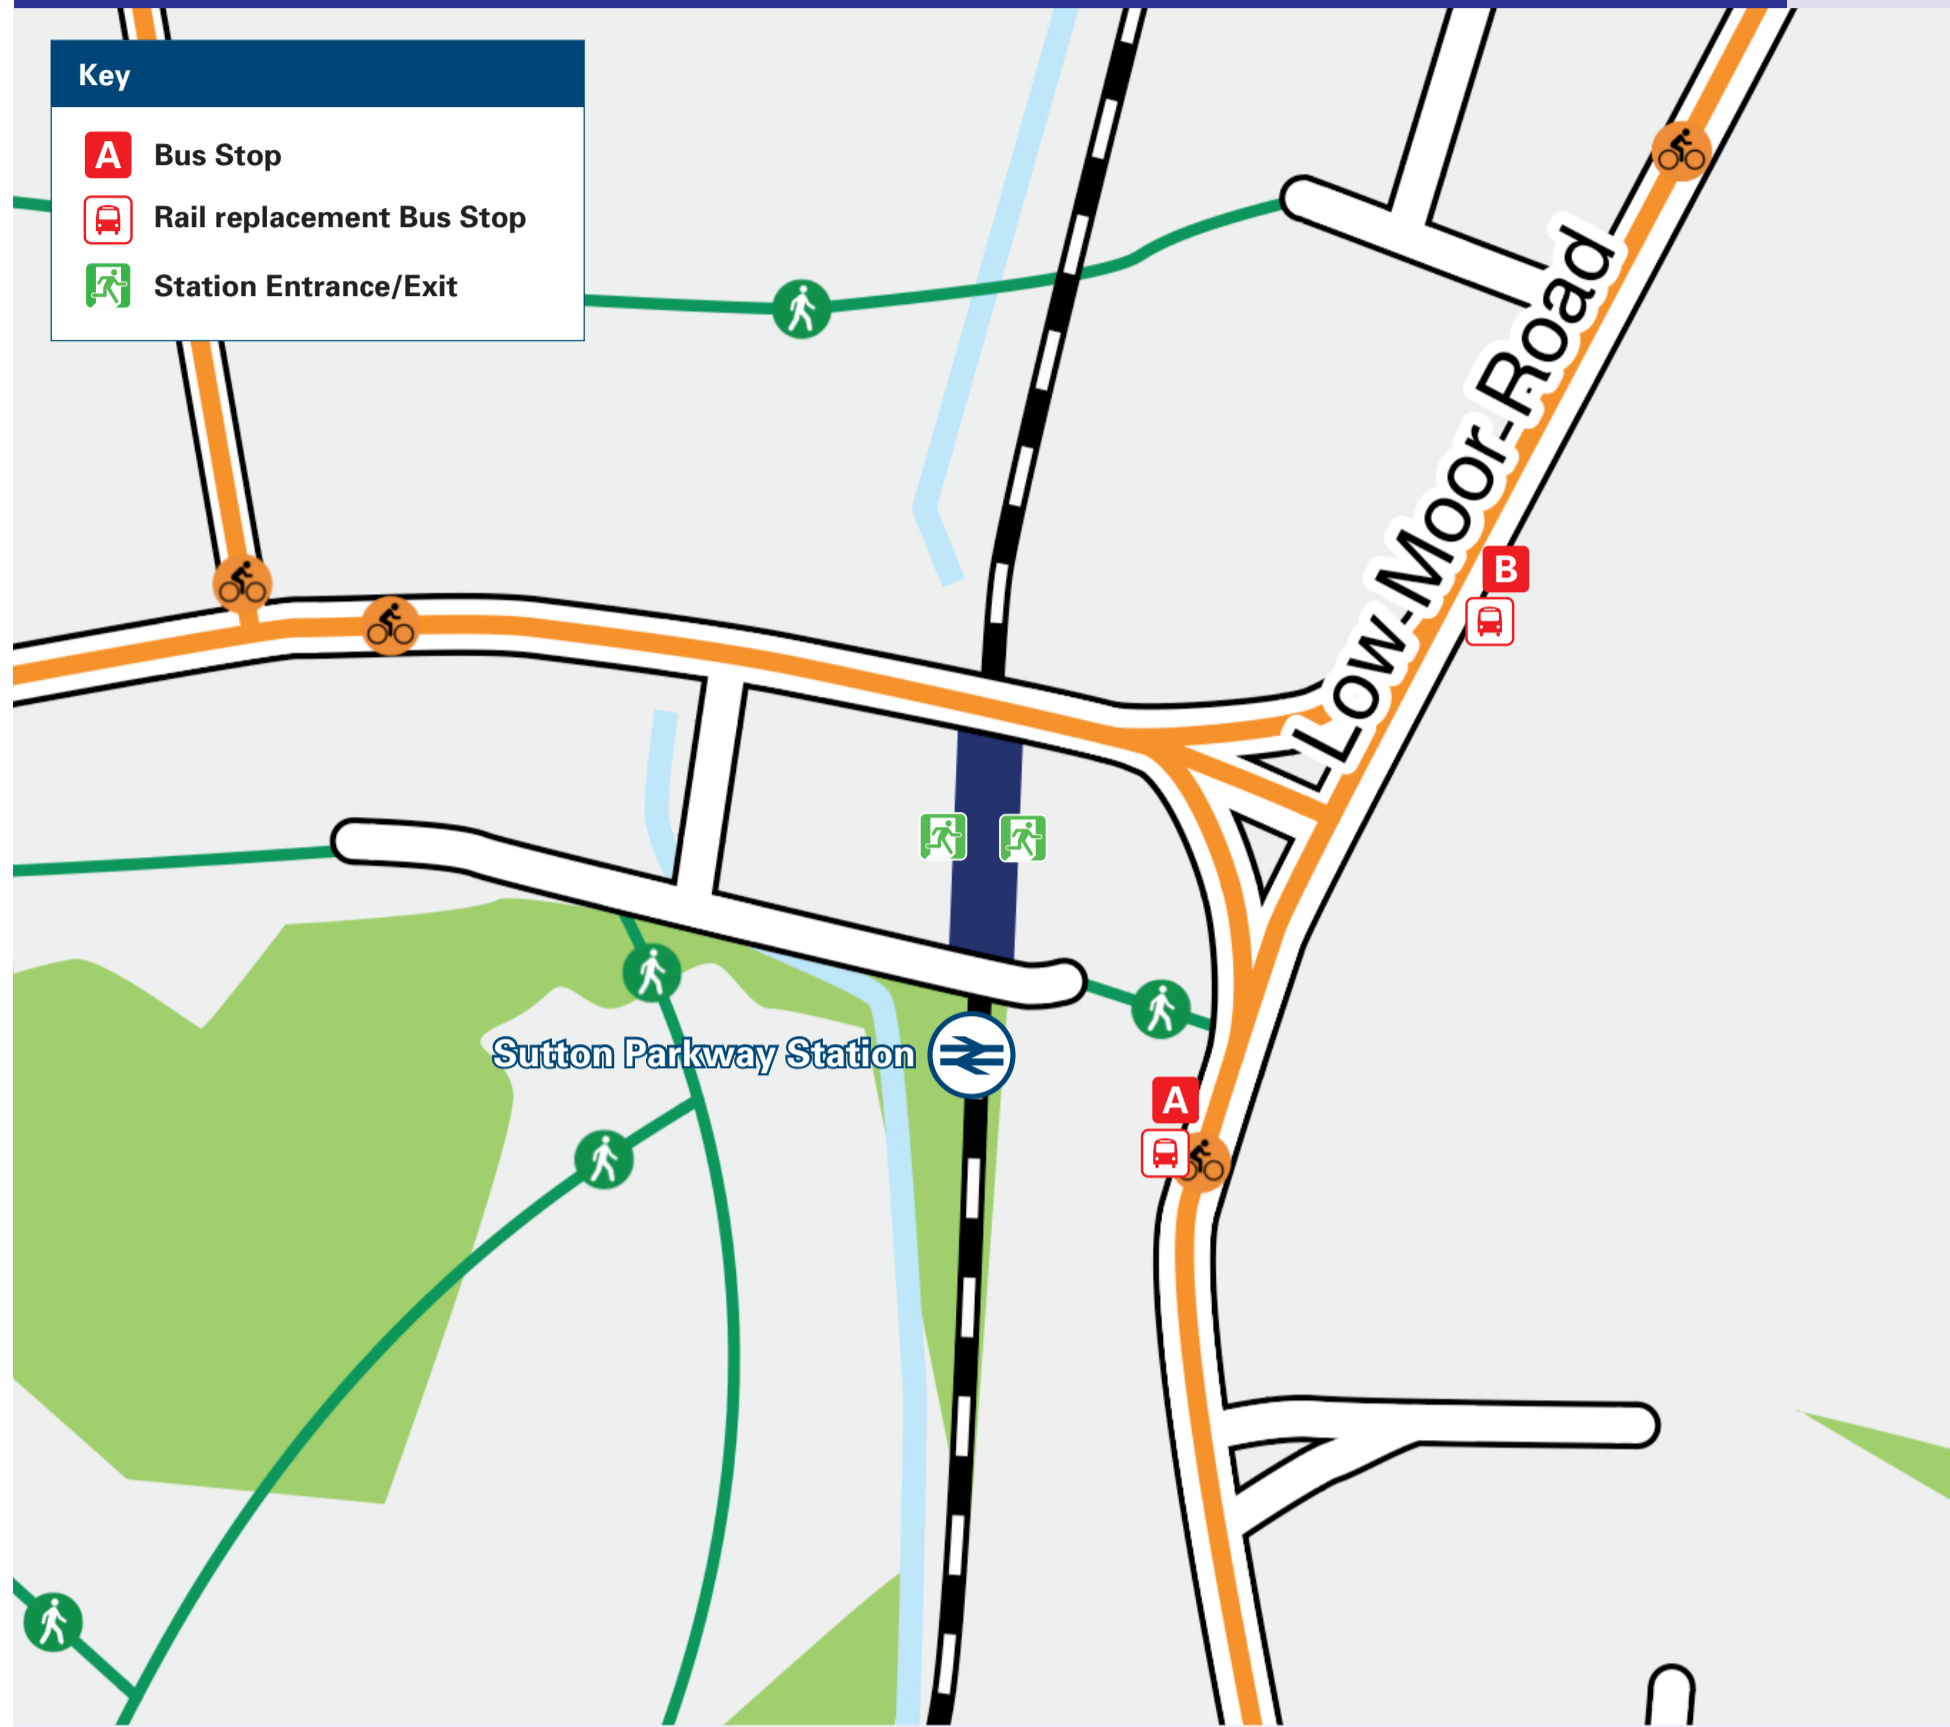 Key
A Bus Stop
Rail replacement Bus Stop
Station Entrance/Exit
Low Moor Road
B
Sutton Parkway Station
A